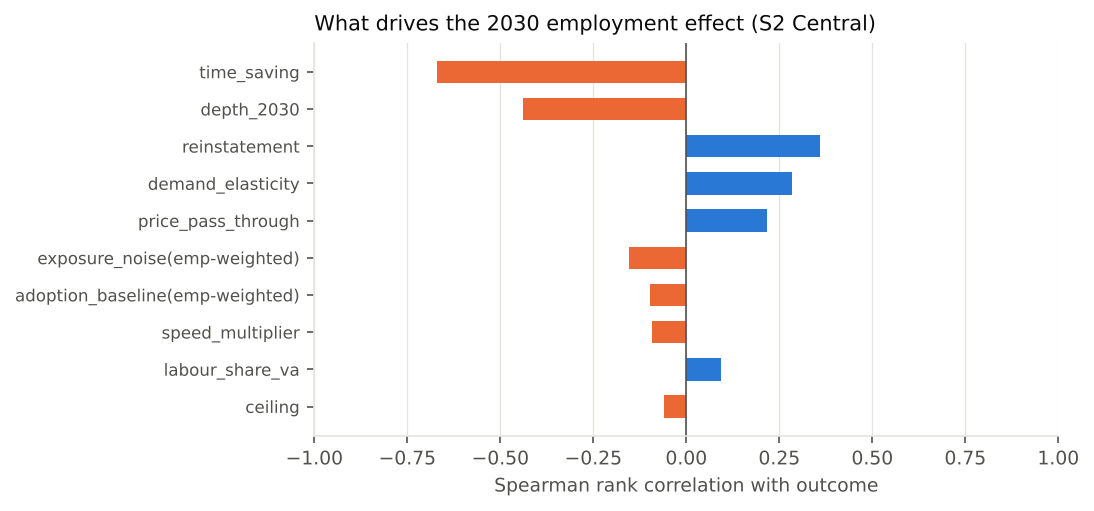 What drives the 2030 employment effect (S2 Central)
time_saving
depth_2030
reinstatement
demand_elasticity
price_pass_through
exposure_noise(emp-weighted)
adoption_baseline(emp-weighted)
speed_multiplier
labour_share_va
ceiling
−1.00 −0.75 −0.50 −0.25 0.00 0.25 0.50 0.75 1.00
Spearman rank correlation with outcome